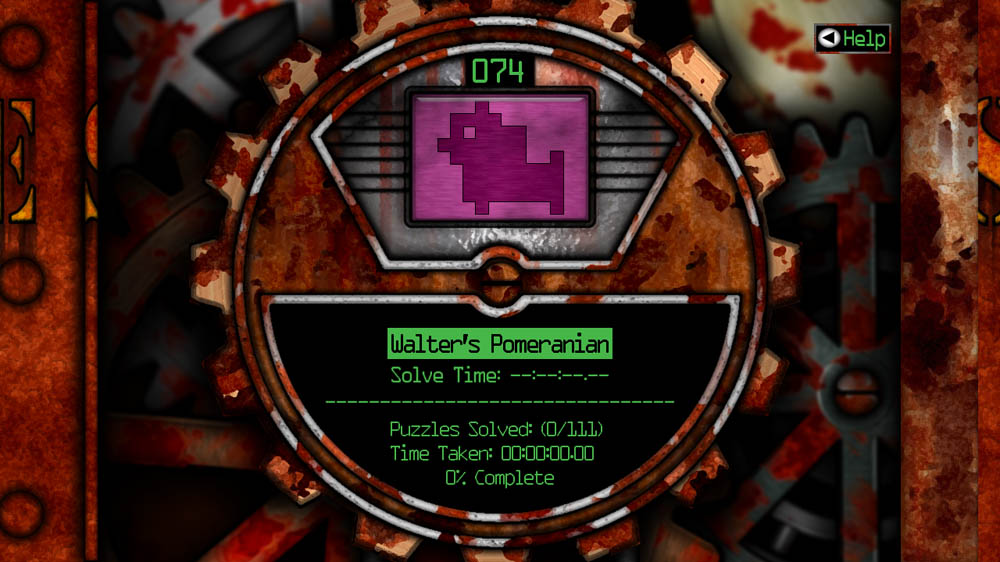 Help
074
Walter's Pomeranian
Solve Time: --:--:--.--
Puzzles Solved: (0/111)
Time Taken: 00:00:00.00
0% Complete